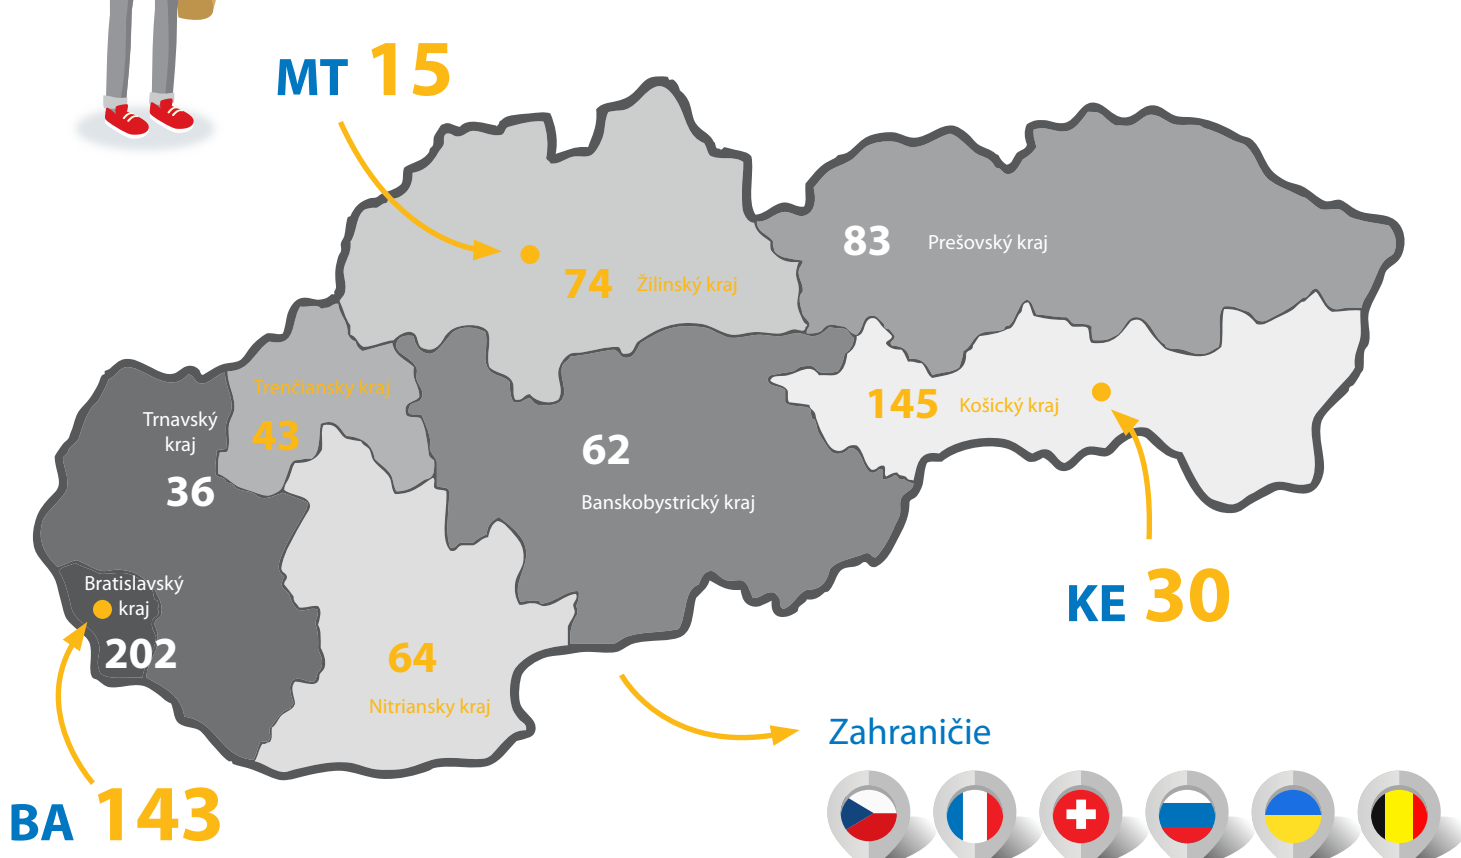 MT 15
83 Prešovský kraj
74 Žilinský kraj
Trenčiansky kraj
43
145 Košický kraj
Trnavský
kraj
36
62
Banskobystrický kraj
Bratislavský
kraj
202
KE 30
64
Nitriansky kraj
Zahraničie
BA 143